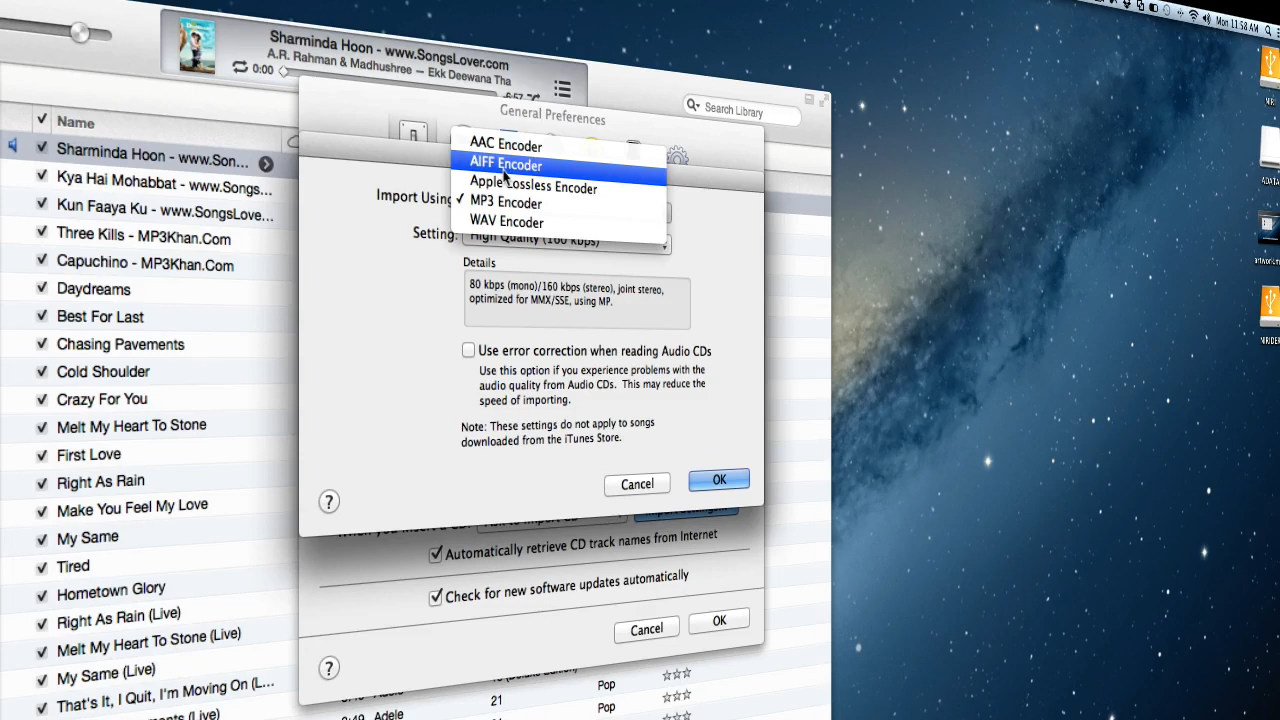 Mon 11:58 AM
Sharminda Hoon - www.SongsLover.com
A.R. Rahman & Madhushree — Ekk Deewana Tha
0:00
-6:57
Search Library
Name
Sharminda Hoon - www.Son...
Kya Hai Mohabbat - www.Songs...
Kun Faaya Ku - www.SongsLove...
Three Kills - MP3Khan.Com
Capuchino - MP3Khan.Com
Daydreams
Best For Last
Chasing Pavements
Cold Shoulder
Crazy For You
Melt My Heart To Stone
First Love
Right As Rain
Make You Feel My Love
My Same
Tired
Hometown Glory
Right As Rain (Live)
Melt My Heart To Stone (Live)
My Same (Live)
That's It, I Quit, I'm Moving On (L...
(Live)
General Preferences
AAC Encoder
AIFF Encoder
Apple Lossless Encoder
MP3 Encoder
WAV Encoder
Import Using
Setting:
High Quality (160 kbps)
Details
80 kbps (mono)/160 kbps (stereo), joint stereo,
optimized for MMX/SSE, using MP.
Use error correction when reading Audio CDs
Use this option if you experience problems with the
audio quality from Audio CDs. This may reduce the
speed of importing.
Note: These settings do not apply to songs
downloaded from the iTunes Store.
?
Cancel
OK
Automatically retrieve CD track names from Internet
Check for new software updates automatically
?
Cancel
OK
Adele
21
Pop
Adele
Pop
Pop
NIRI
ADATA
artwork.m
NIRIDER